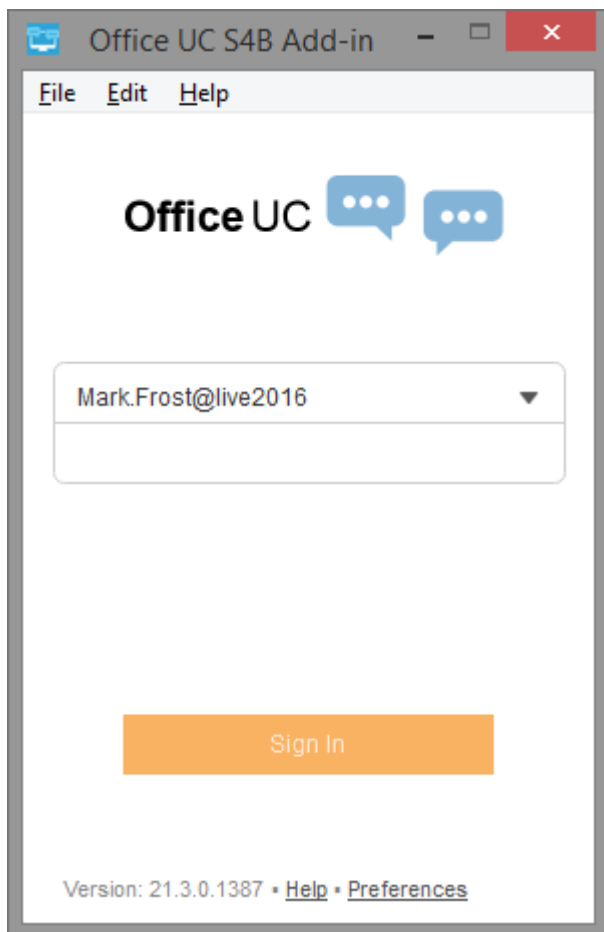 Office UC S4B Add-in
File Edit Help
Office UC
Mark.Frost@live2016
Sign In
Version: 21.3.0.1387 ▪ Help ▪ Preferences